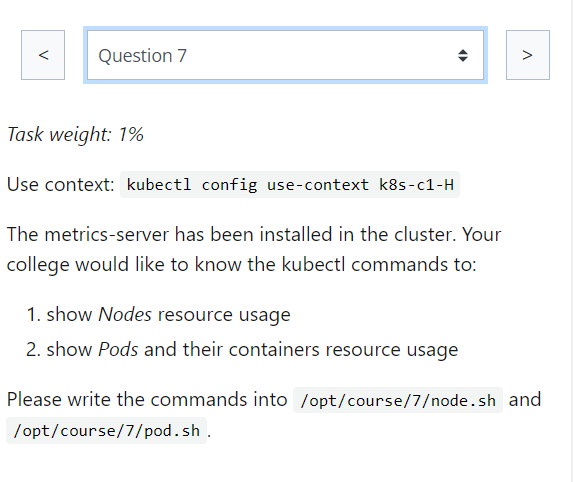 <
Question 7
>
Task weight: 1%
Use context: kubectl config use-context k8s-c1-H
The metrics-server has been installed in the cluster. Your
college would like to know the kubectl commands to:
1. show Nodes resource usage
2. show Pods and their containers resource usage
Please write the commands into /opt/course/7/node.sh and
/opt/course/7/pod.sh .